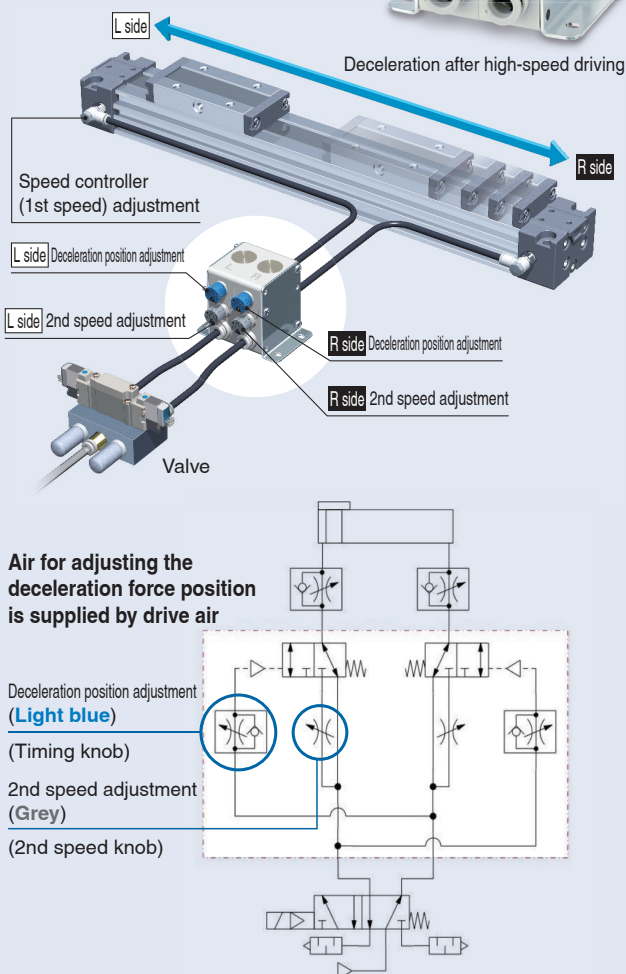 L side
Deceleration after high-speed driving
R side
Speed controller
(1st speed) adjustment
L side Deceleration position adjustment
L side 2nd speed adjustment
L R
R side Deceleration position adjustment
R side 2nd speed adjustment
Valve
Air for adjusting the
deceleration force position
is supplied by drive air
Deceleration position adjustment
(Light blue)
(Timing knob)
2nd speed adjustment
(Grey)
(2nd speed knob)